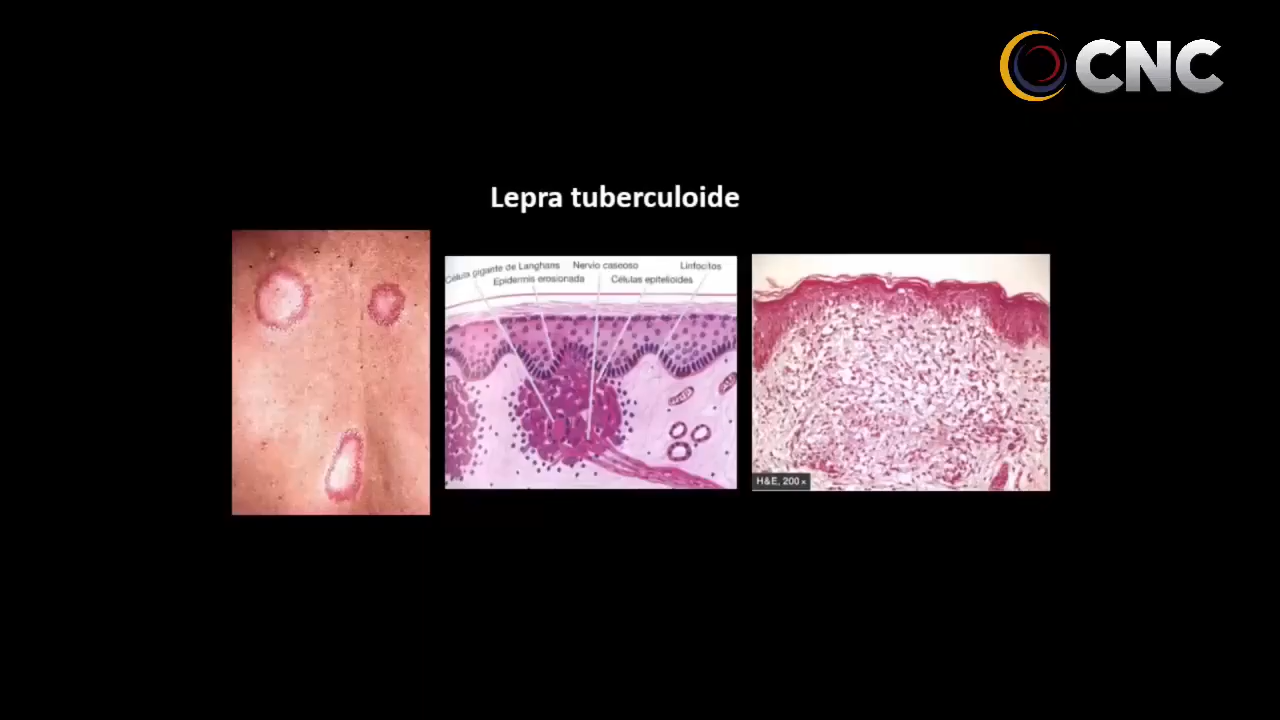 CNC
Lepra tuberculoide
Célula gigante de Langhans Nervio caseoso Linfocitos
Epidermis erosionada Células epitelioides
H&E, 200×